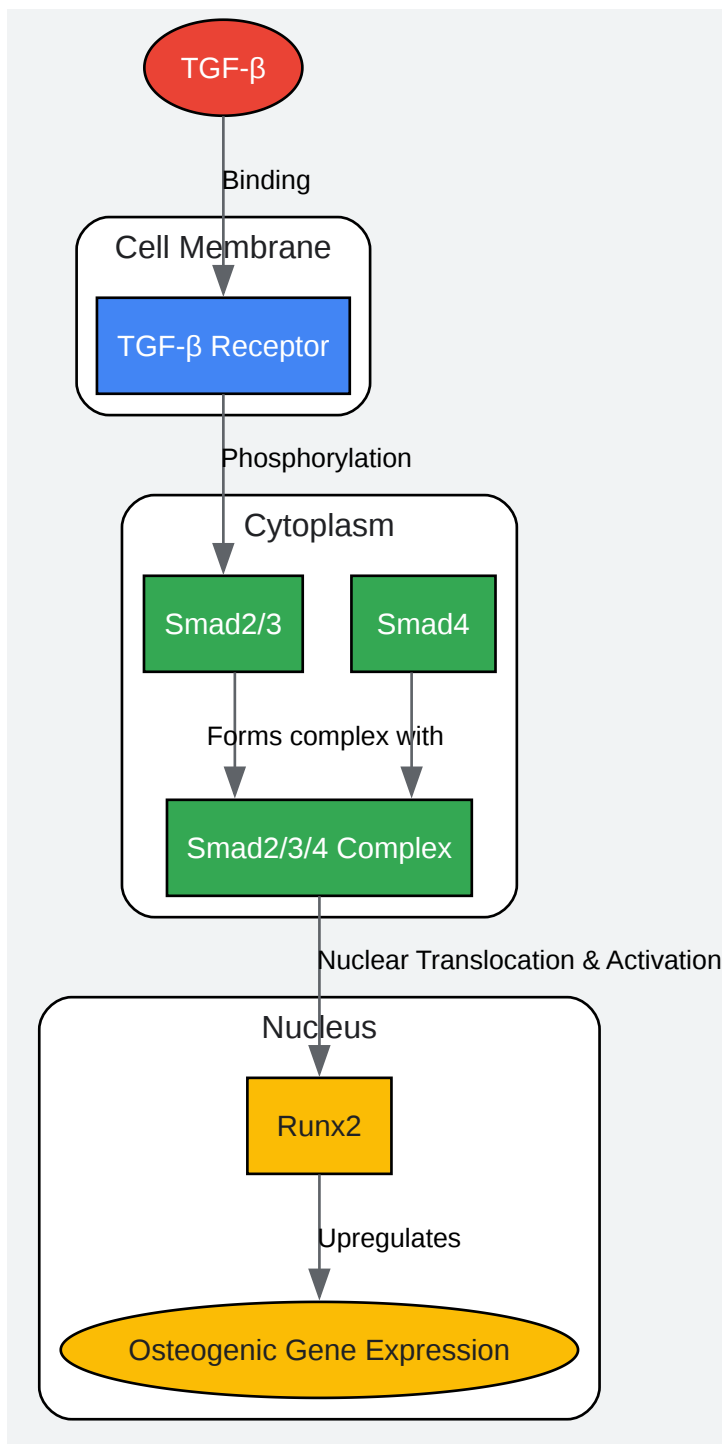 TGF-β
Binding
Cell Membrane
TGF-β Receptor
Phosphorylation
Cytoplasm
Smad2/3
Smad4
Forms complex with
Smad2/3/4 Complex
Nuclear Translocation & Activation
Nucleus
Runx2
Upregulates
Osteogenic Gene Expression